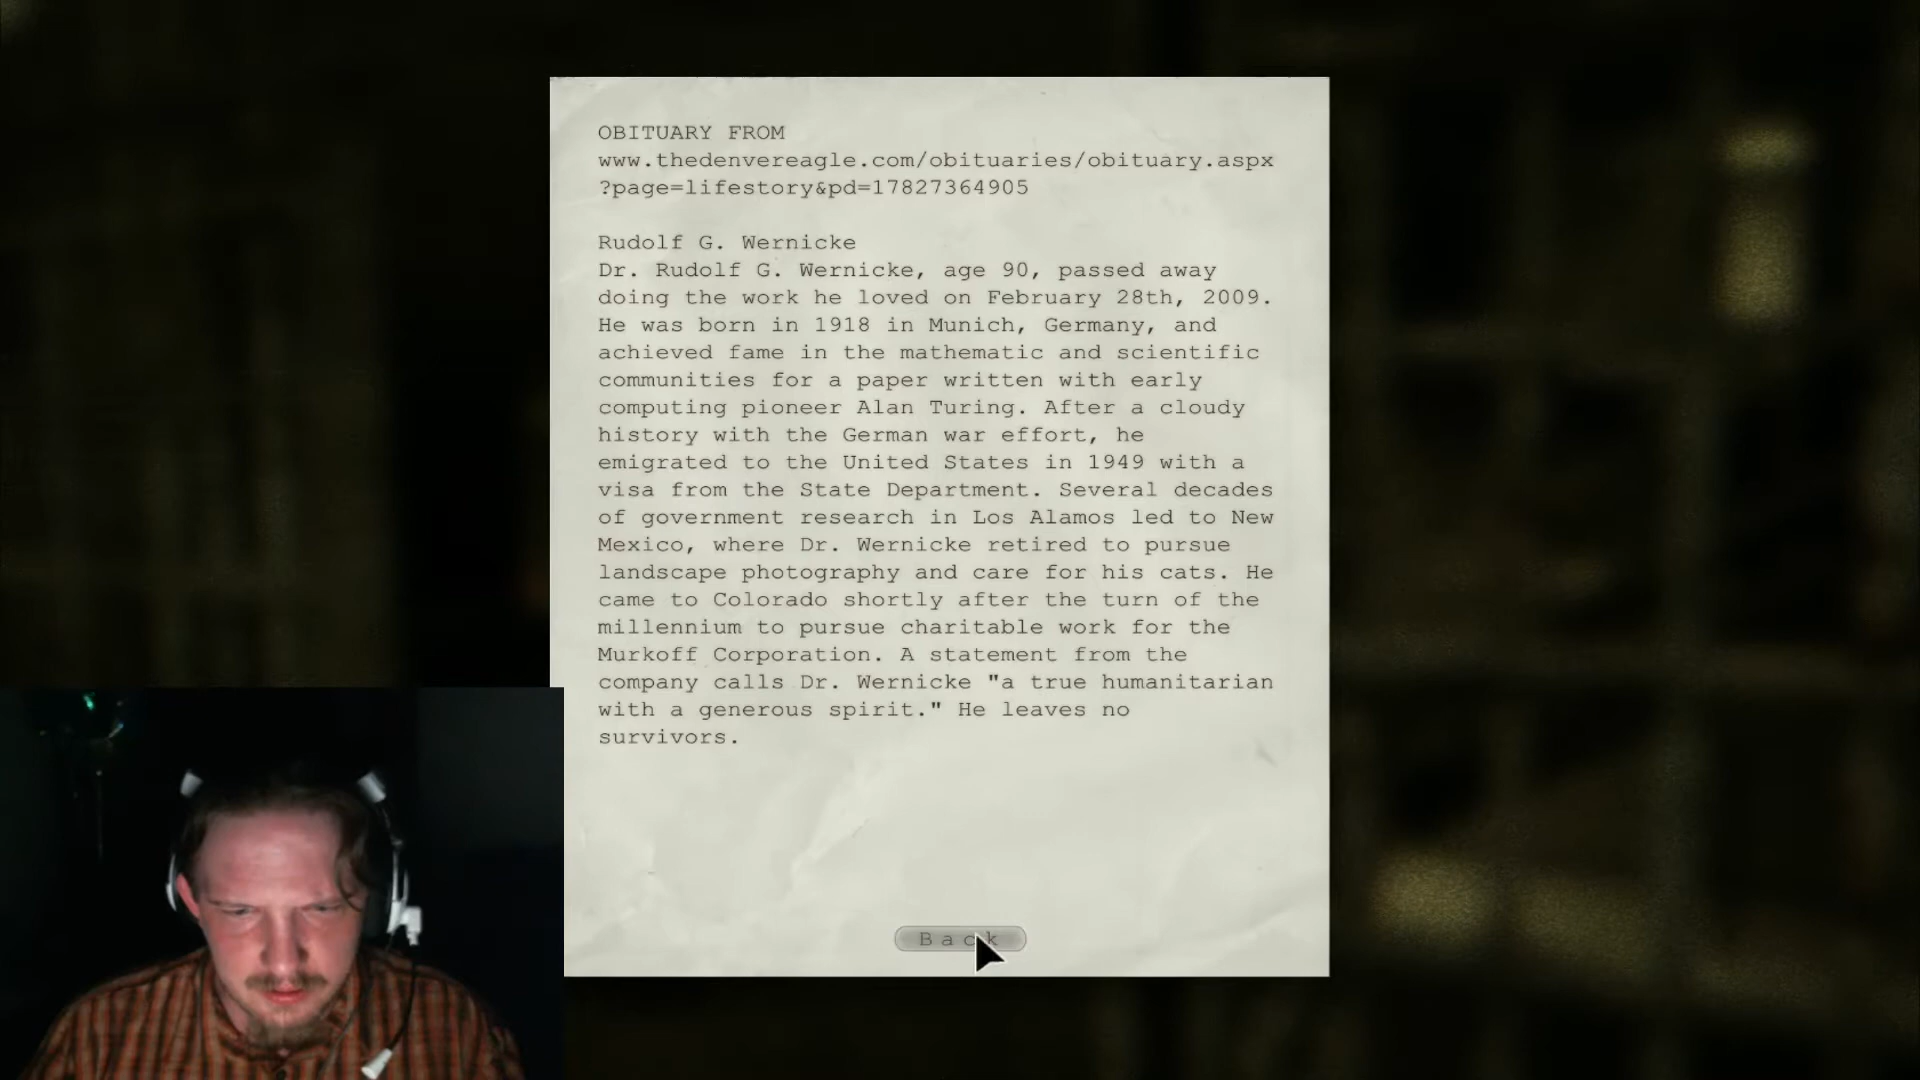 OBITUARY FROM
www.thedenvereagle.com/obituaries/obituary.aspx
?page=lifestory&pd=17827364905
Rudolf G. Wernicke
Dr. Rudolf G. Wernicke, age 90, passed away
doing the work he loved on February 28th, 2009.
He was born in 1918 in Munich, Germany, and
achieved fame in the mathematic and scientific
communities for a paper written with early
computing pioneer Alan Turing. After a cloudy
history with the German war effort, he
emigrated to the United States in 1949 with a
visa from the State Department. Several decades
of government research in Los Alamos led to New
Mexico, where Dr. Wernicke retired to pursue
landscape photography and care for his cats. He
came to Colorado shortly after the turn of the
millennium to pursue charitable work for the
Murkoff Corporation. A statement from the
company calls Dr. Wernicke "a true humanitarian
with a generous spirit." He leaves no
survivors.
Back